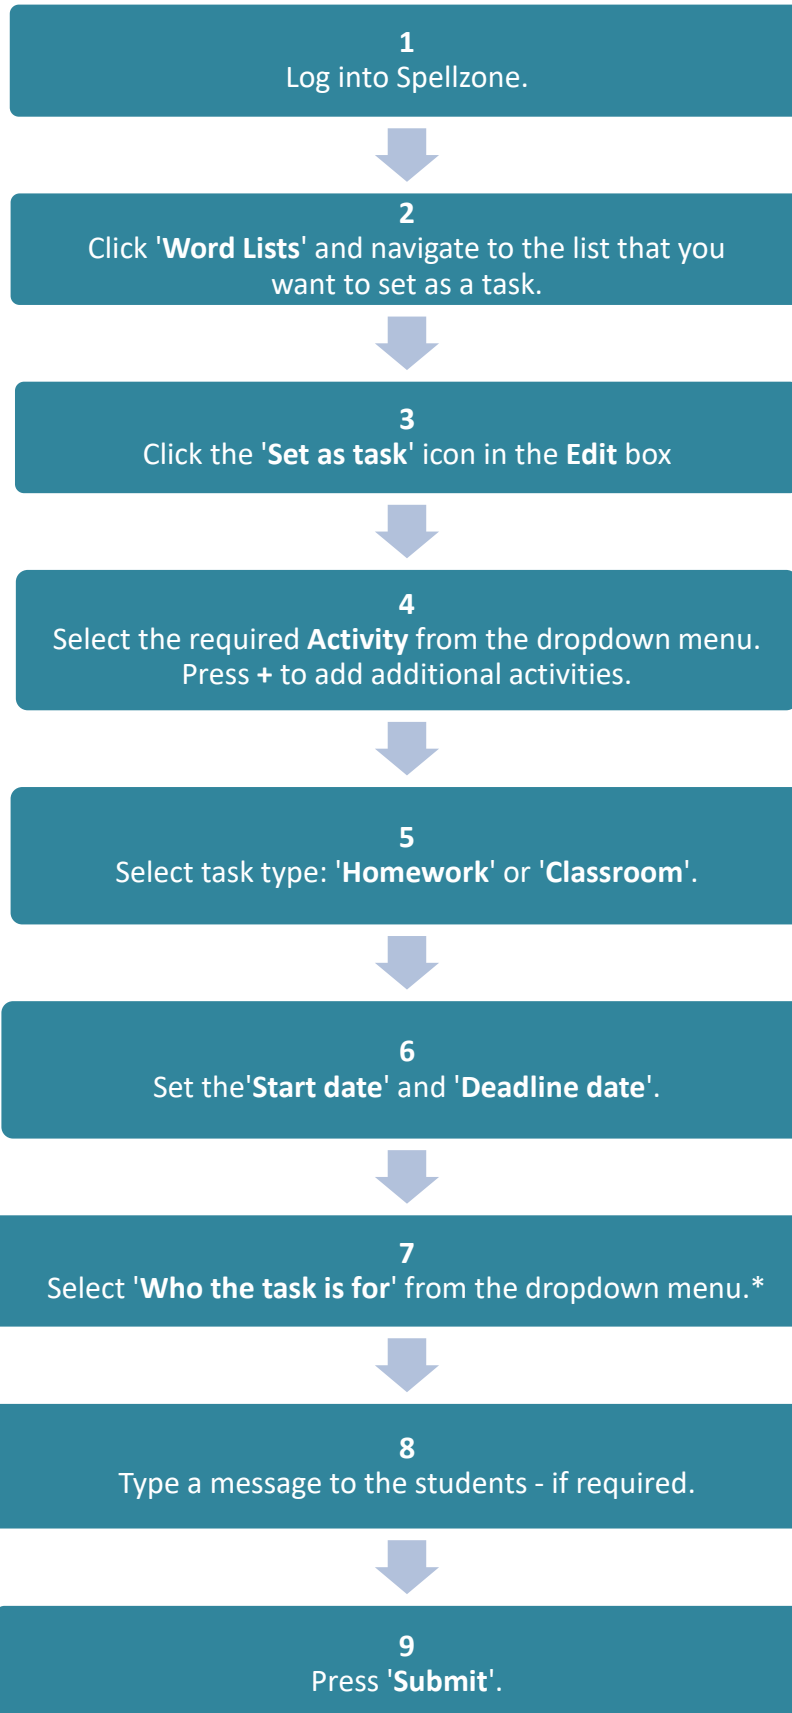 1
Log into Spellzone.
2
Click 'Word Lists' and navigate to the list that you
want to set as a task.
3
Click the 'Set as task' icon in the Edit box
4
Select the required Activity from the dropdown menu.
Press + to add additional activities.
5
Select task type: 'Homework' or 'Classroom'.
6
Set the'Start date' and 'Deadline date'.
7
Select 'Who the task is for' from the dropdown menu.*
8
Type a message to the students - if required.
9
Press 'Submit'.